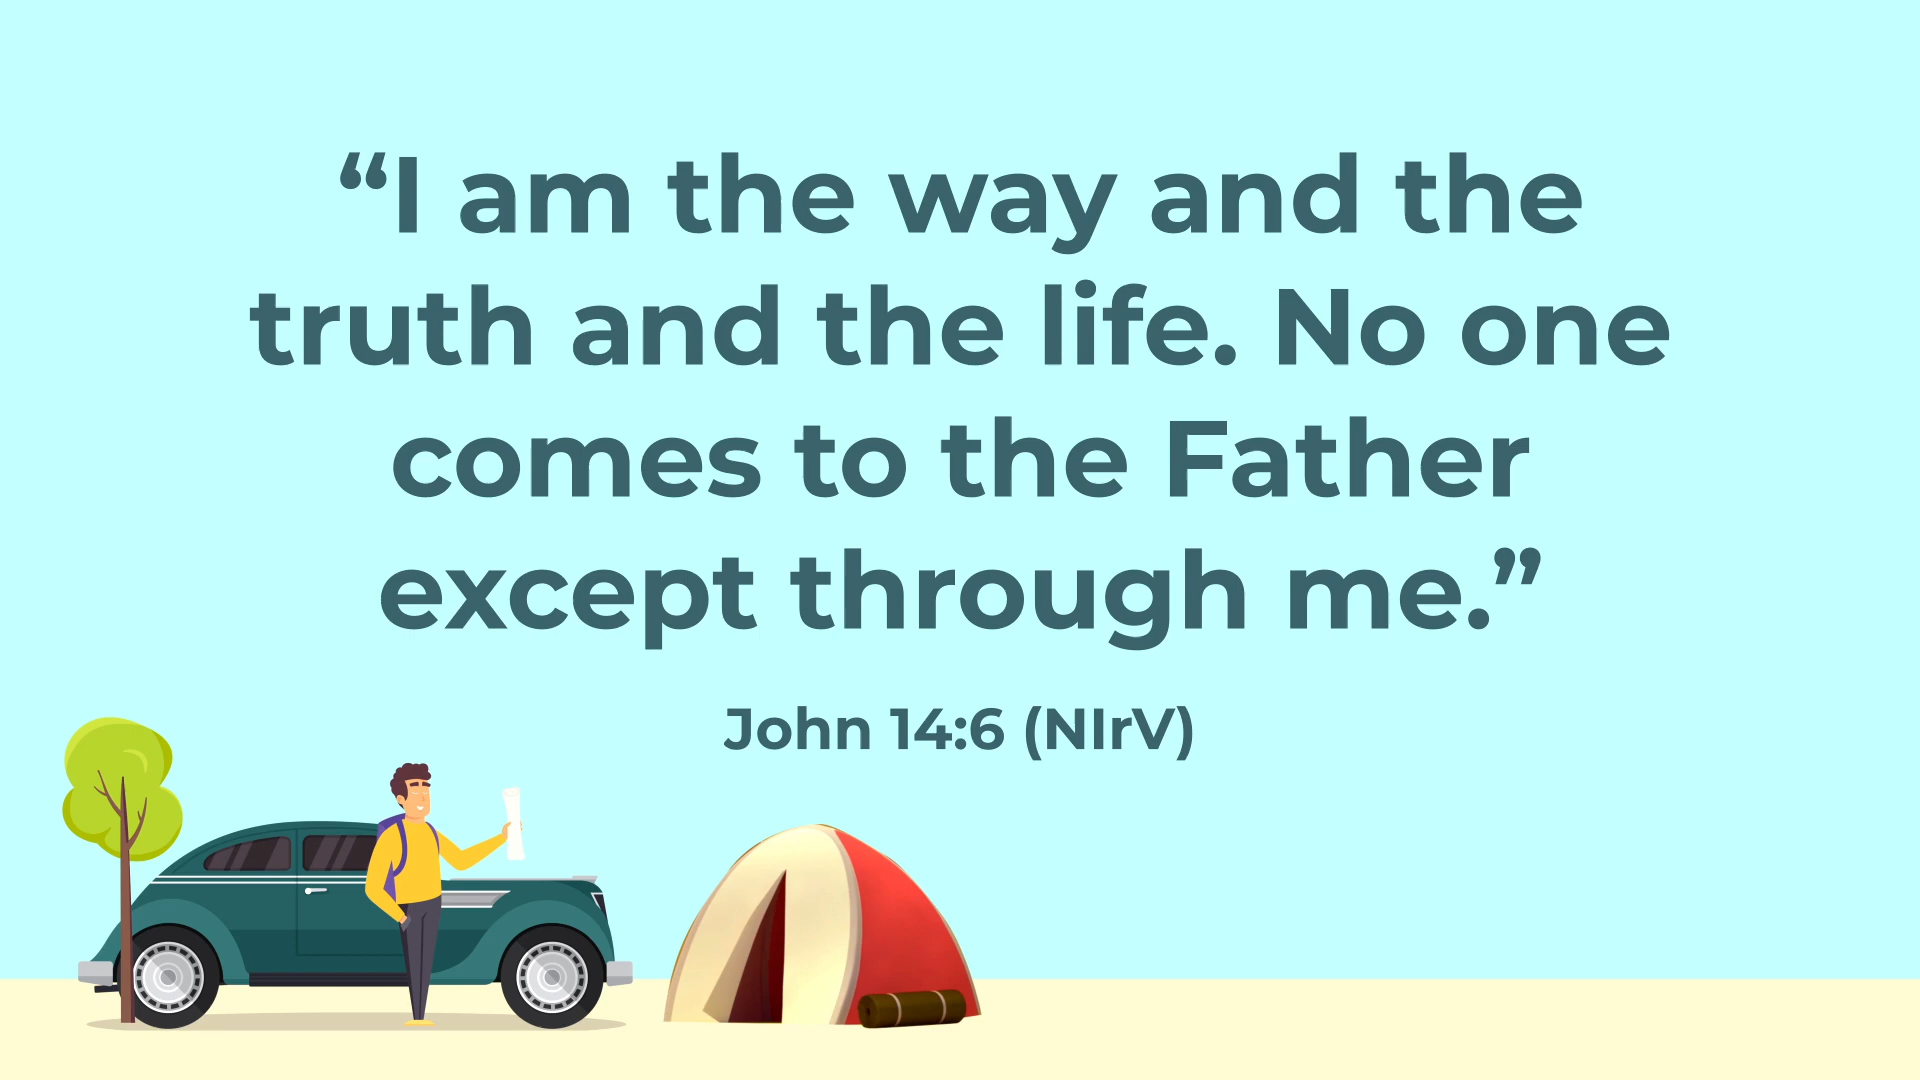 “I am the way and the
truth and the life. No one
comes to the Father
except through me.”
John 14:6 (NIrV)